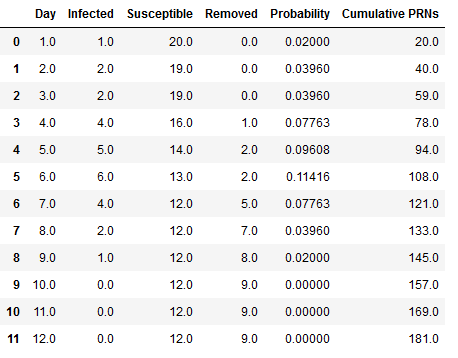 Day Infected Susceptible Removed Probability Cumulative PRNs
0 1.0 1.0 20.0 0.0 0.02000 20.0
1 2.0 2.0 19.0 0.0 0.03960 40.0
2 3.0 2.0 19.0 0.0 0.03960 59.0
3 4.0 4.0 16.0 1.0 0.07763 78.0
4 5.0 5.0 14.0 2.0 0.09608 94.0
5 6.0 6.0 13.0 2.0 0.11416 108.0
6 7.0 4.0 12.0 5.0 0.07763 121.0
7 8.0 2.0 12.0 7.0 0.03960 133.0
8 9.0 1.0 12.0 8.0 0.02000 145.0
9 10.0 0.0 12.0 9.0 0.00000 157.0
10 11.0 0.0 12.0 9.0 0.00000 169.0
11 12.0 0.0 12.0 9.0 0.00000 181.0